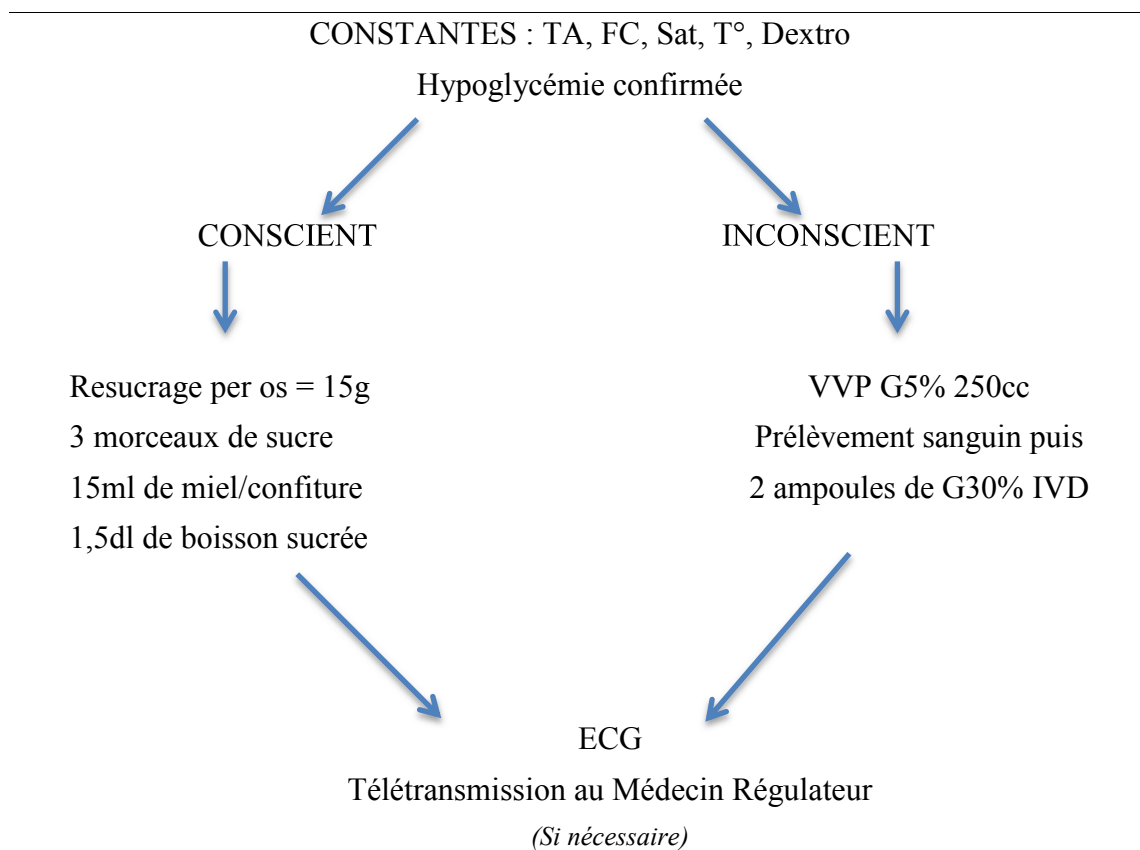 CONSTANTES : TA, FC, Sat, T°, Dextro
Hypoglycémie confirmée
CONSCIENT
INCONSCIENT
Resucrage per os = 15g
3 morceaux de sucre
15ml de miel/confiture
1,5dl de boisson sucrée
VVP G5% 250cc
Prélèvement sanguin puis
2 ampoules de G30% IVD
ECG
Télétransmission au Médecin Régulateur
(Si nécessaire)